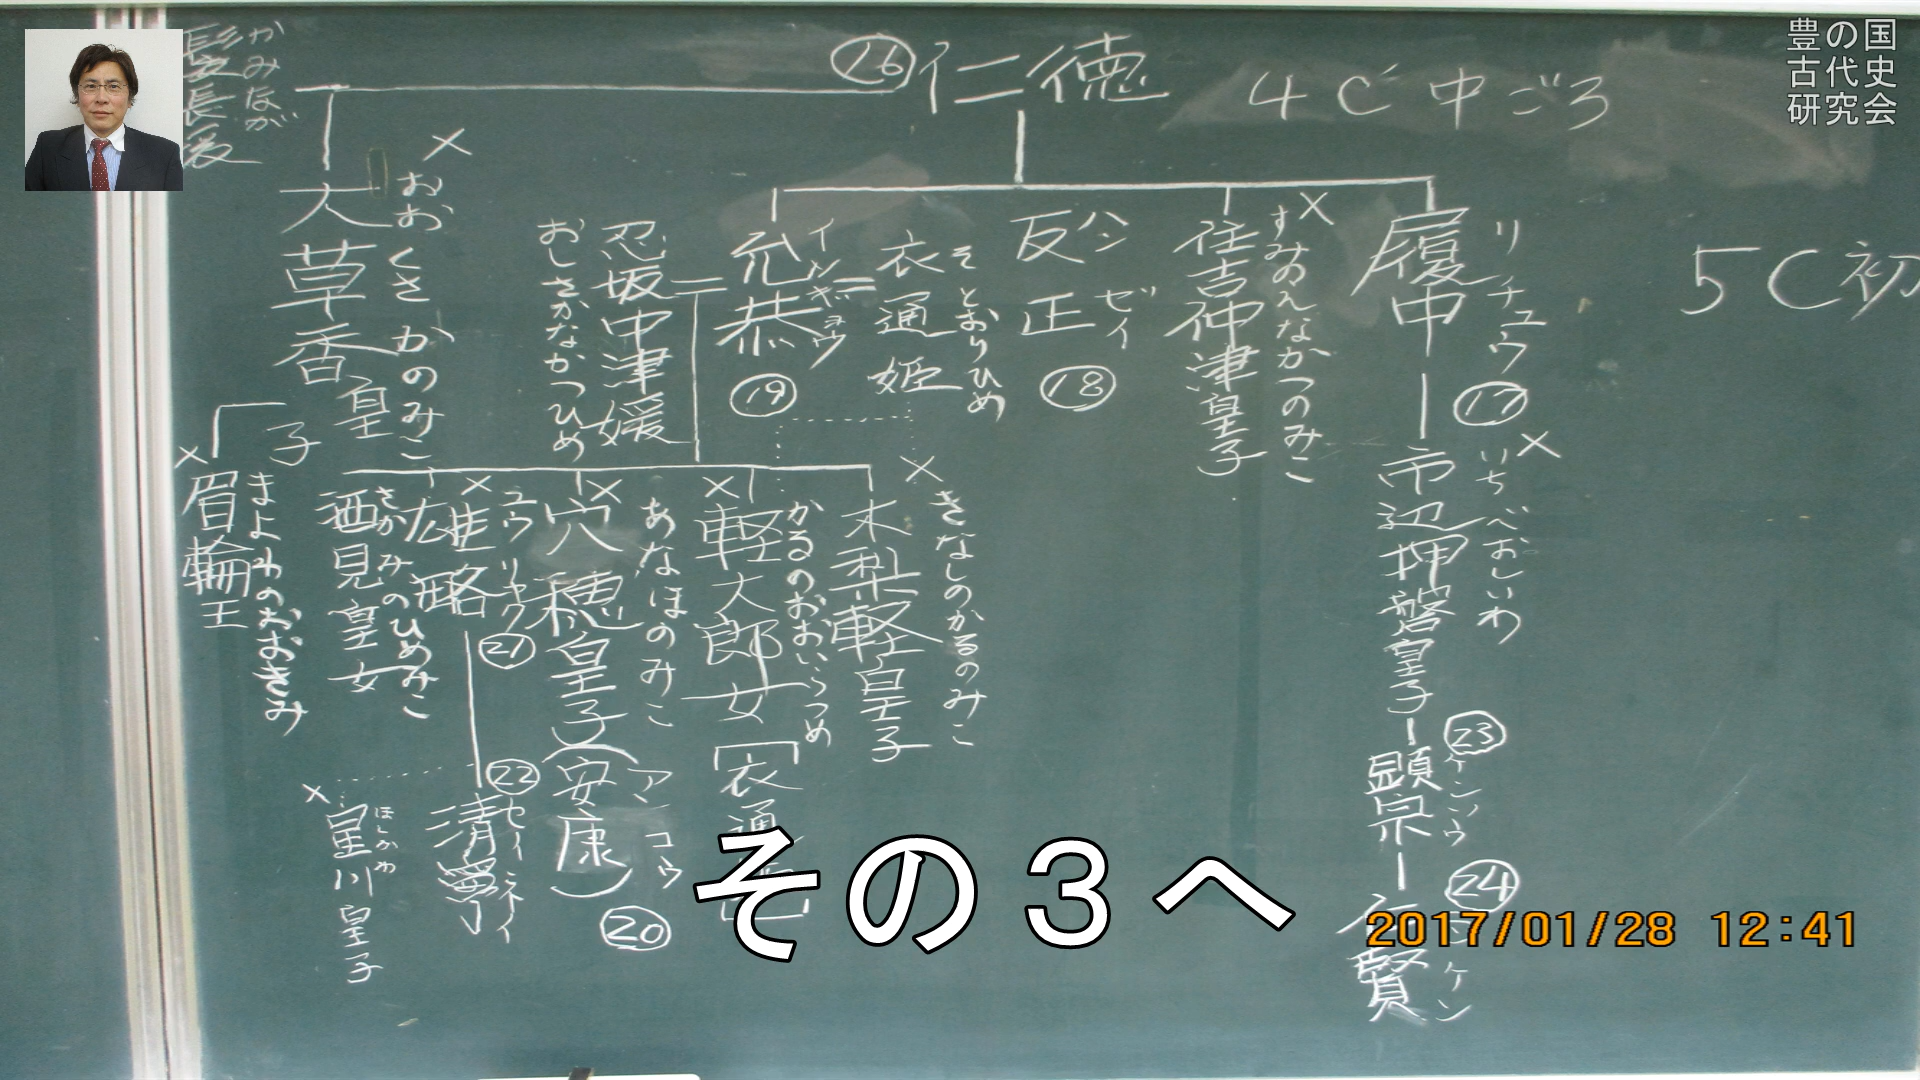 豊の国
古代史
研究会
⑯仁徳
4C中ごろ
5C初
髪長媛
かみなが
×
大草香皇子
おおくさかのみこ
履中
リチュウ
⑰
×
住吉仲津皇子
すみのえなかつのみこ
反正
ハンゼイ
⑱
衣通姫
そとおりひめ
允恭
インギョウ
⑲
忍坂中津媛
おしさかなかつひめ
×
市辺押磐皇子
いちべおしいわ
㉓
顕宗
ケンソウ
㉔
仁賢
ケン
×
木梨軽皇子
きなしのかるのみこ
×
軽大郎女
かるのおおいらつめ
衣通
×
穴穂皇子
あなほのみこ
(安康)
アンコウ
⑳
×
雄略
ユウリャク
㉑
㉒
清寧
セイネイ
酒見皇女
さかみのひめみこ
×
星川皇子
ほしかわ
×
眉輪王
まよわのおおきみ
その３へ
2017/01/28 12:41